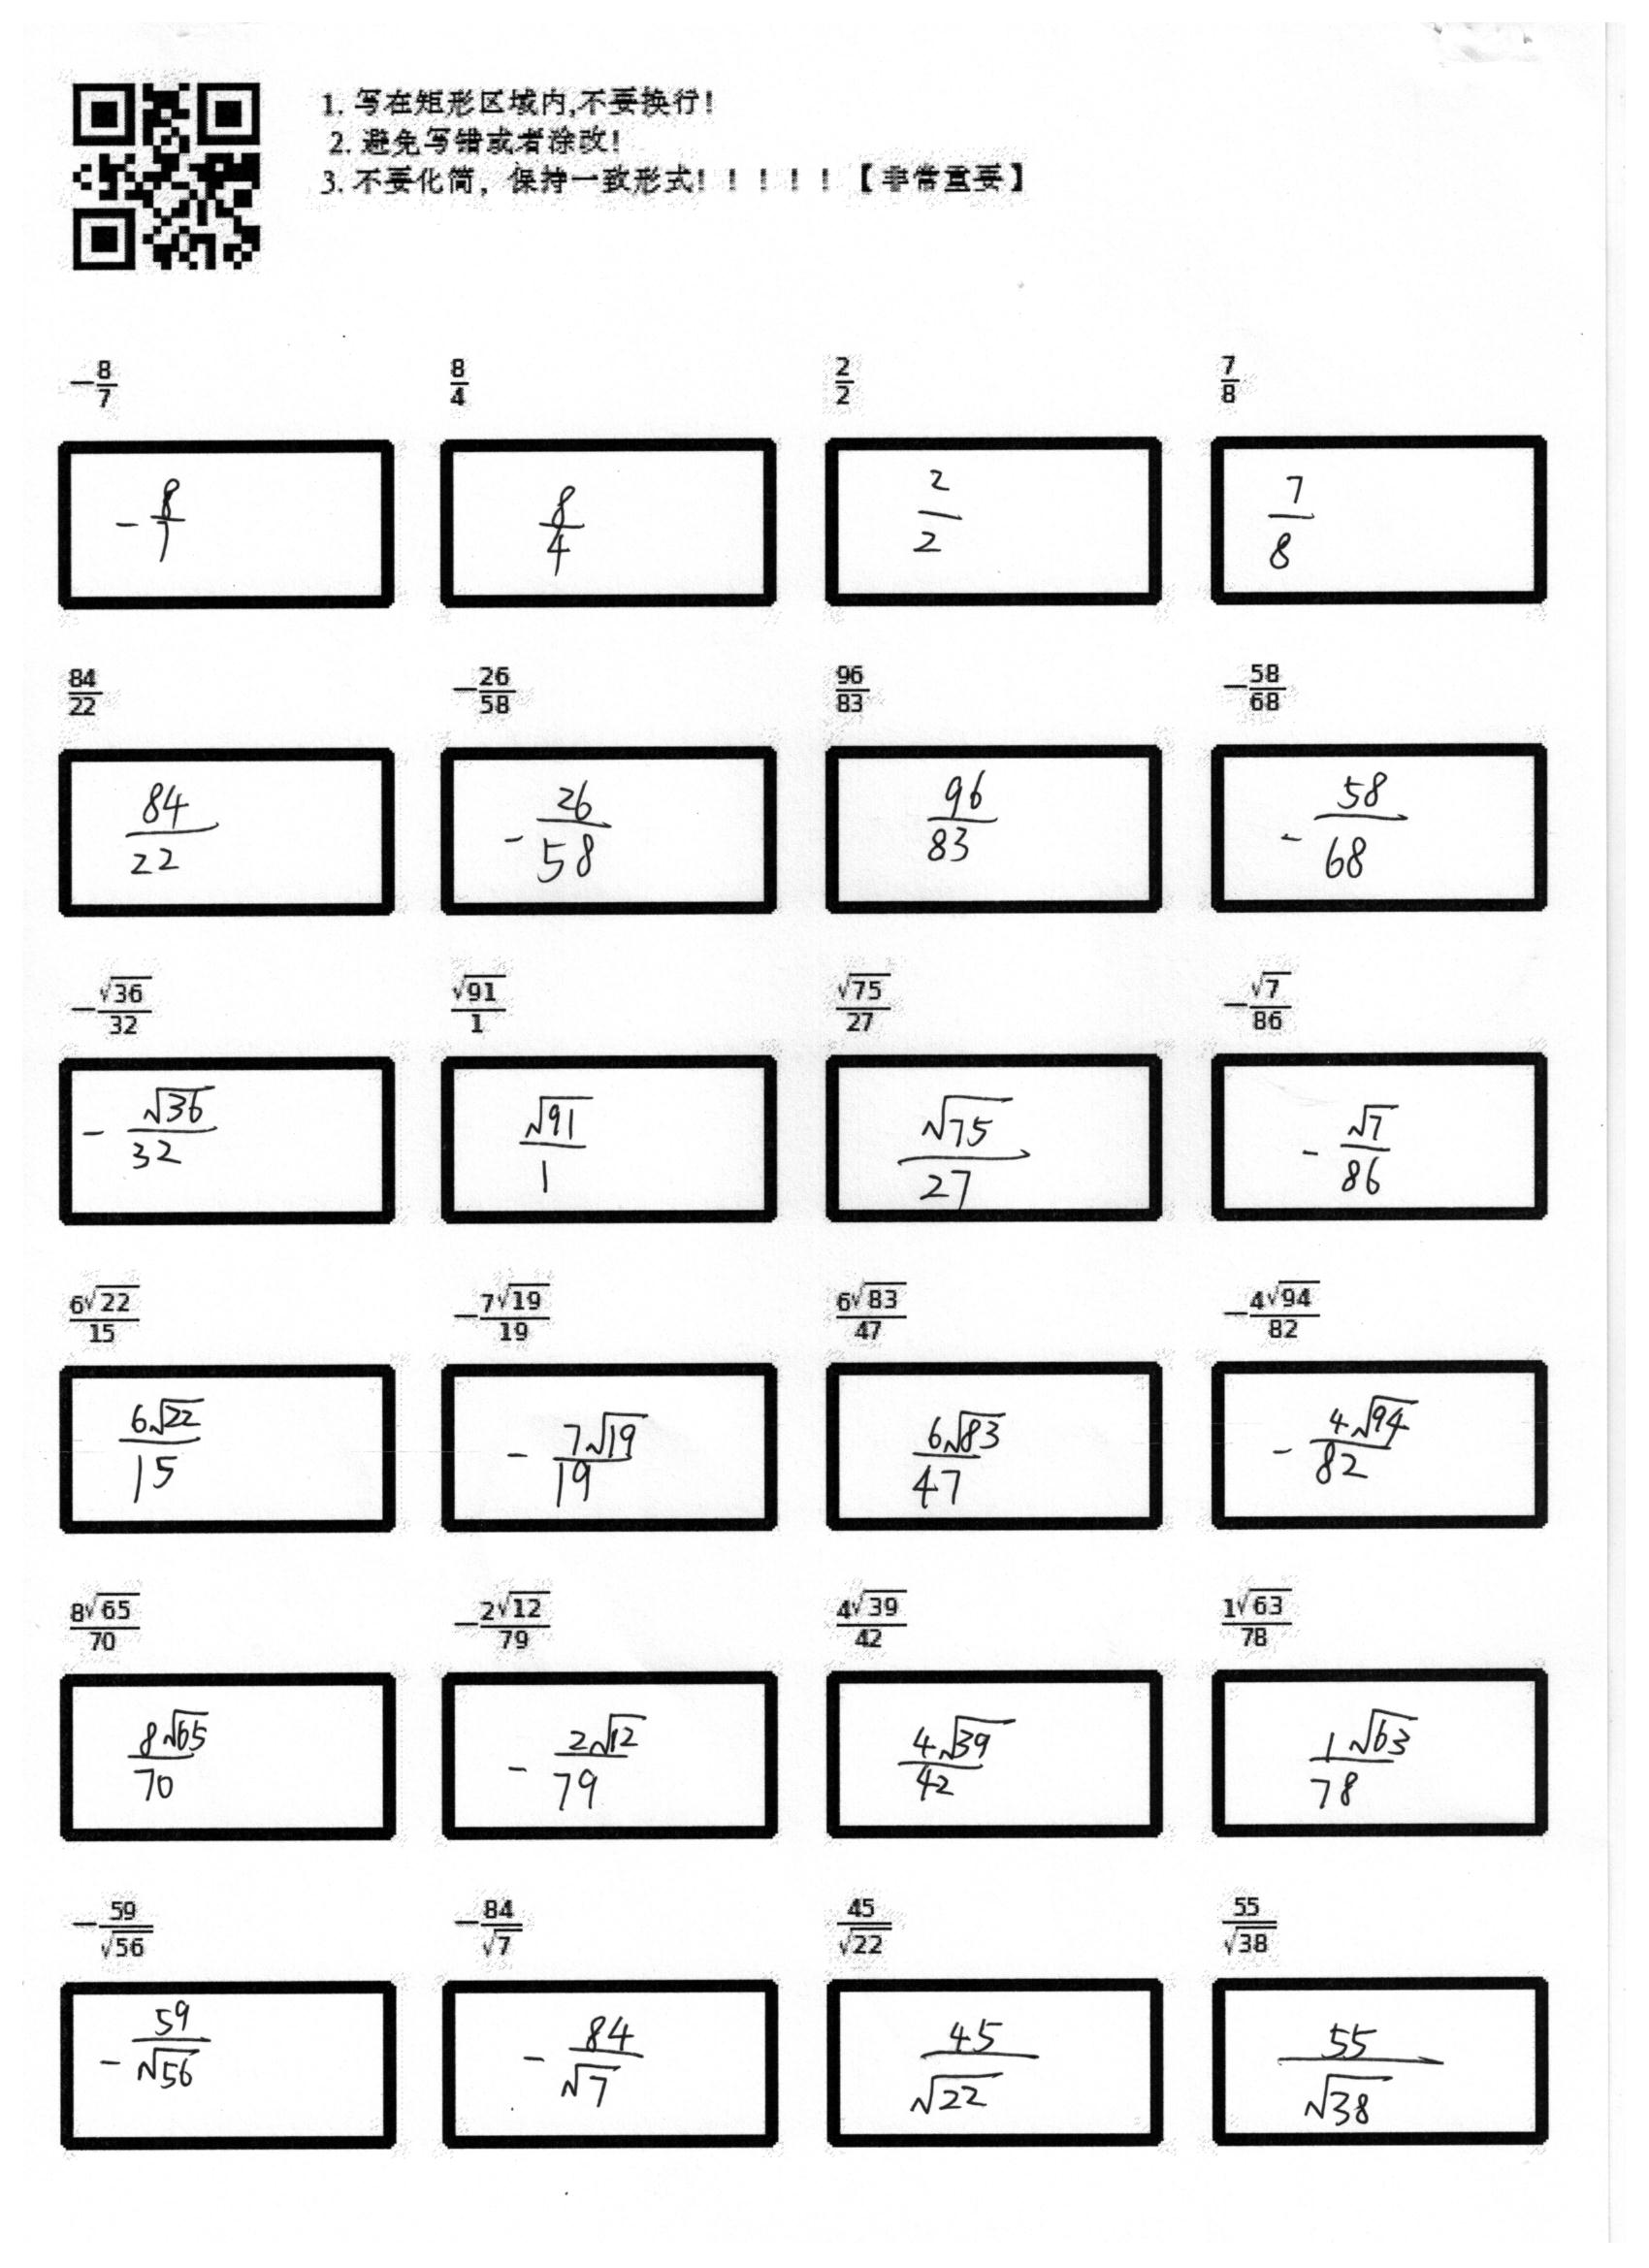 1. 写在矩形区域内,不要换行!
2. 避免写错或者涂改!
3. 不要化简，保持一致形式! ! ! ! ! 【非常重要】
-\frac{8}{7} \frac{8}{4} \frac{2}{2} \frac{7}{8}
-\frac{8}{7} \frac{8}{4} \frac{2}{2} \frac{7}{8}
\frac{84}{22} -\frac{26}{58} \frac{96}{83} -\frac{58}{68}
\frac{84}{22} -\frac{26}{58} \frac{96}{83} -\frac{58}{68}
-\frac{\sqrt{36}}{32} \frac{\sqrt{91}}{1} \frac{\sqrt{75}}{27} -\frac{\sqrt{7}}{86}
-\frac{\sqrt{36}}{32} \frac{\sqrt{91}}{1} \frac{\sqrt{75}}{27} -\frac{\sqrt{7}}{86}
\frac{6\sqrt{22}}{15} -\frac{7\sqrt{19}}{19} \frac{6\sqrt{83}}{47} -\frac{4\sqrt{94}}{82}
\frac{6\sqrt{22}}{15} -\frac{7\sqrt{19}}{19} \frac{6\sqrt{83}}{47} -\frac{4\sqrt{94}}{82}
\frac{8\sqrt{65}}{70} -\frac{2\sqrt{12}}{79} \frac{4\sqrt{39}}{42} \frac{1\sqrt{63}}{78}
\frac{8\sqrt{65}}{70} -\frac{2\sqrt{12}}{79} \frac{4\sqrt{39}}{42} \frac{1\sqrt{63}}{78}
-\frac{59}{\sqrt{56}} -\frac{84}{\sqrt{7}} \frac{45}{\sqrt{22}} \frac{55}{\sqrt{38}}
-\frac{59}{\sqrt{56}} -\frac{84}{\sqrt{7}} \frac{45}{\sqrt{22}} \frac{55}{\sqrt{38}}